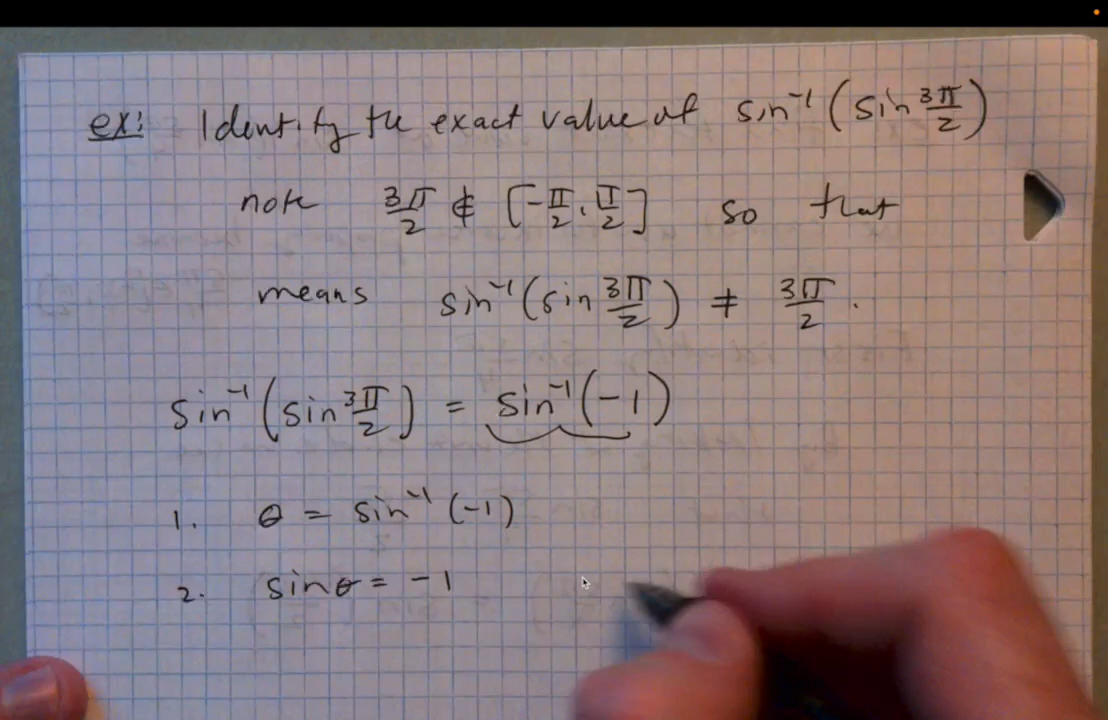 ex: Identify the exact value of sin⁻¹(sin 3π/2)
note 3π/2 ∉ [-π/2, π/2] so that
means sin⁻¹(sin 3π/2) ≠ 3π/2.
sin⁻¹(sin 3π/2) = sin⁻¹(-1)
1. θ = sin⁻¹(-1)
2. sinθ = -1